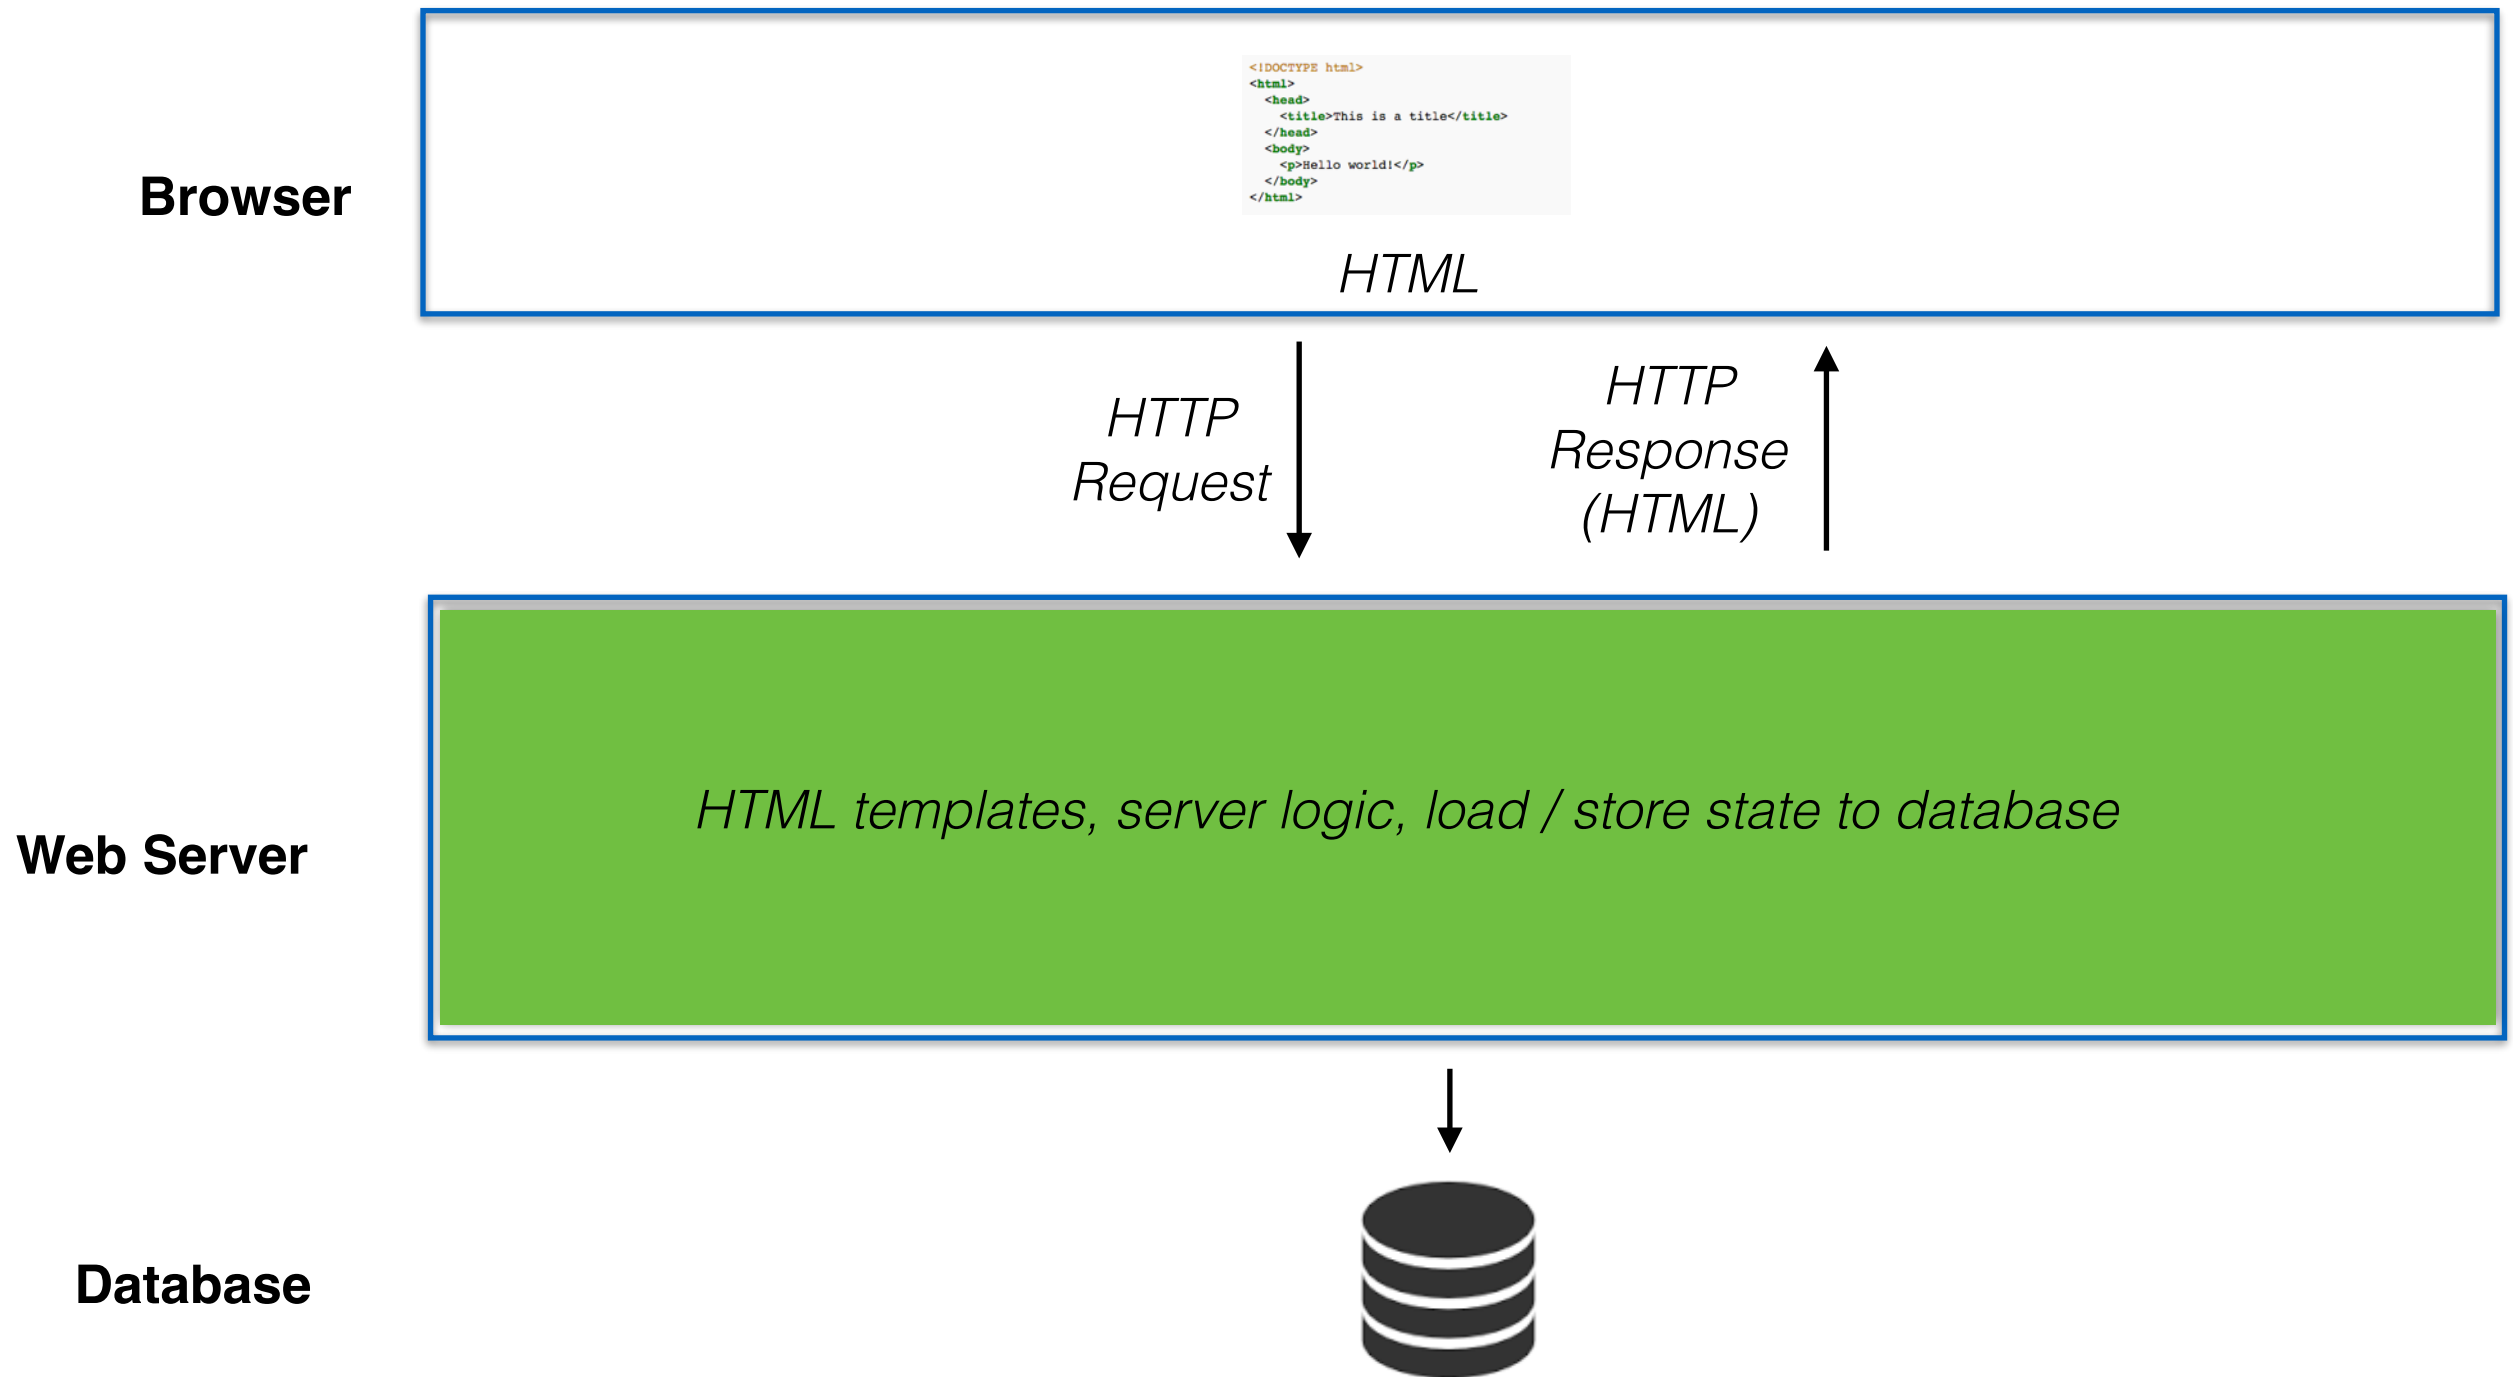 <!DOCTYPE html>
<html>
<head>
<title>This is a title</title>
</head>
<body>
<p>Hello world!</p>
</body>
</html>
Browser
HTML
HTTP
Request
HTTP
Response
(HTML)
HTML templates, server logic, load / store state to database
Web Server
Database